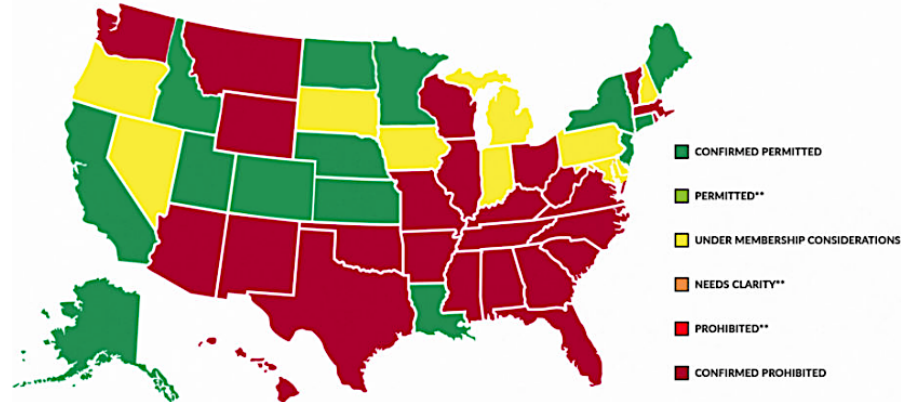 CONFIRMED PERMITTED
PERMITTED**
UNDER MEMBERSHIP CONSIDERATIONS
NEEDS CLARITY**
PROHIBITED**
CONFIRMED PROHIBITED